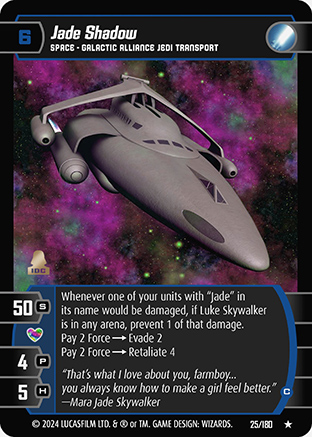 6
Jade Shadow
SPACE - GALACTIC ALLIANCE JEDI TRANSPORT
IDC
50 S
Whenever one of your units with “Jade” in
its name would be damaged, if Luke Skywalker
is in any arena, prevent 1 of that damage.
Pay 2 Force → Evade 2
Pay 2 Force → Retaliate 4
4 P
5 H
“That’s what I love about you, farmboy...
you always know how to make a girl feel better.”
—Mara Jade Skywalker
C
© 2024 LUCASFILM LTD. & ® or TM. GAME DESIGN: WIZARDS.
25/180 ★